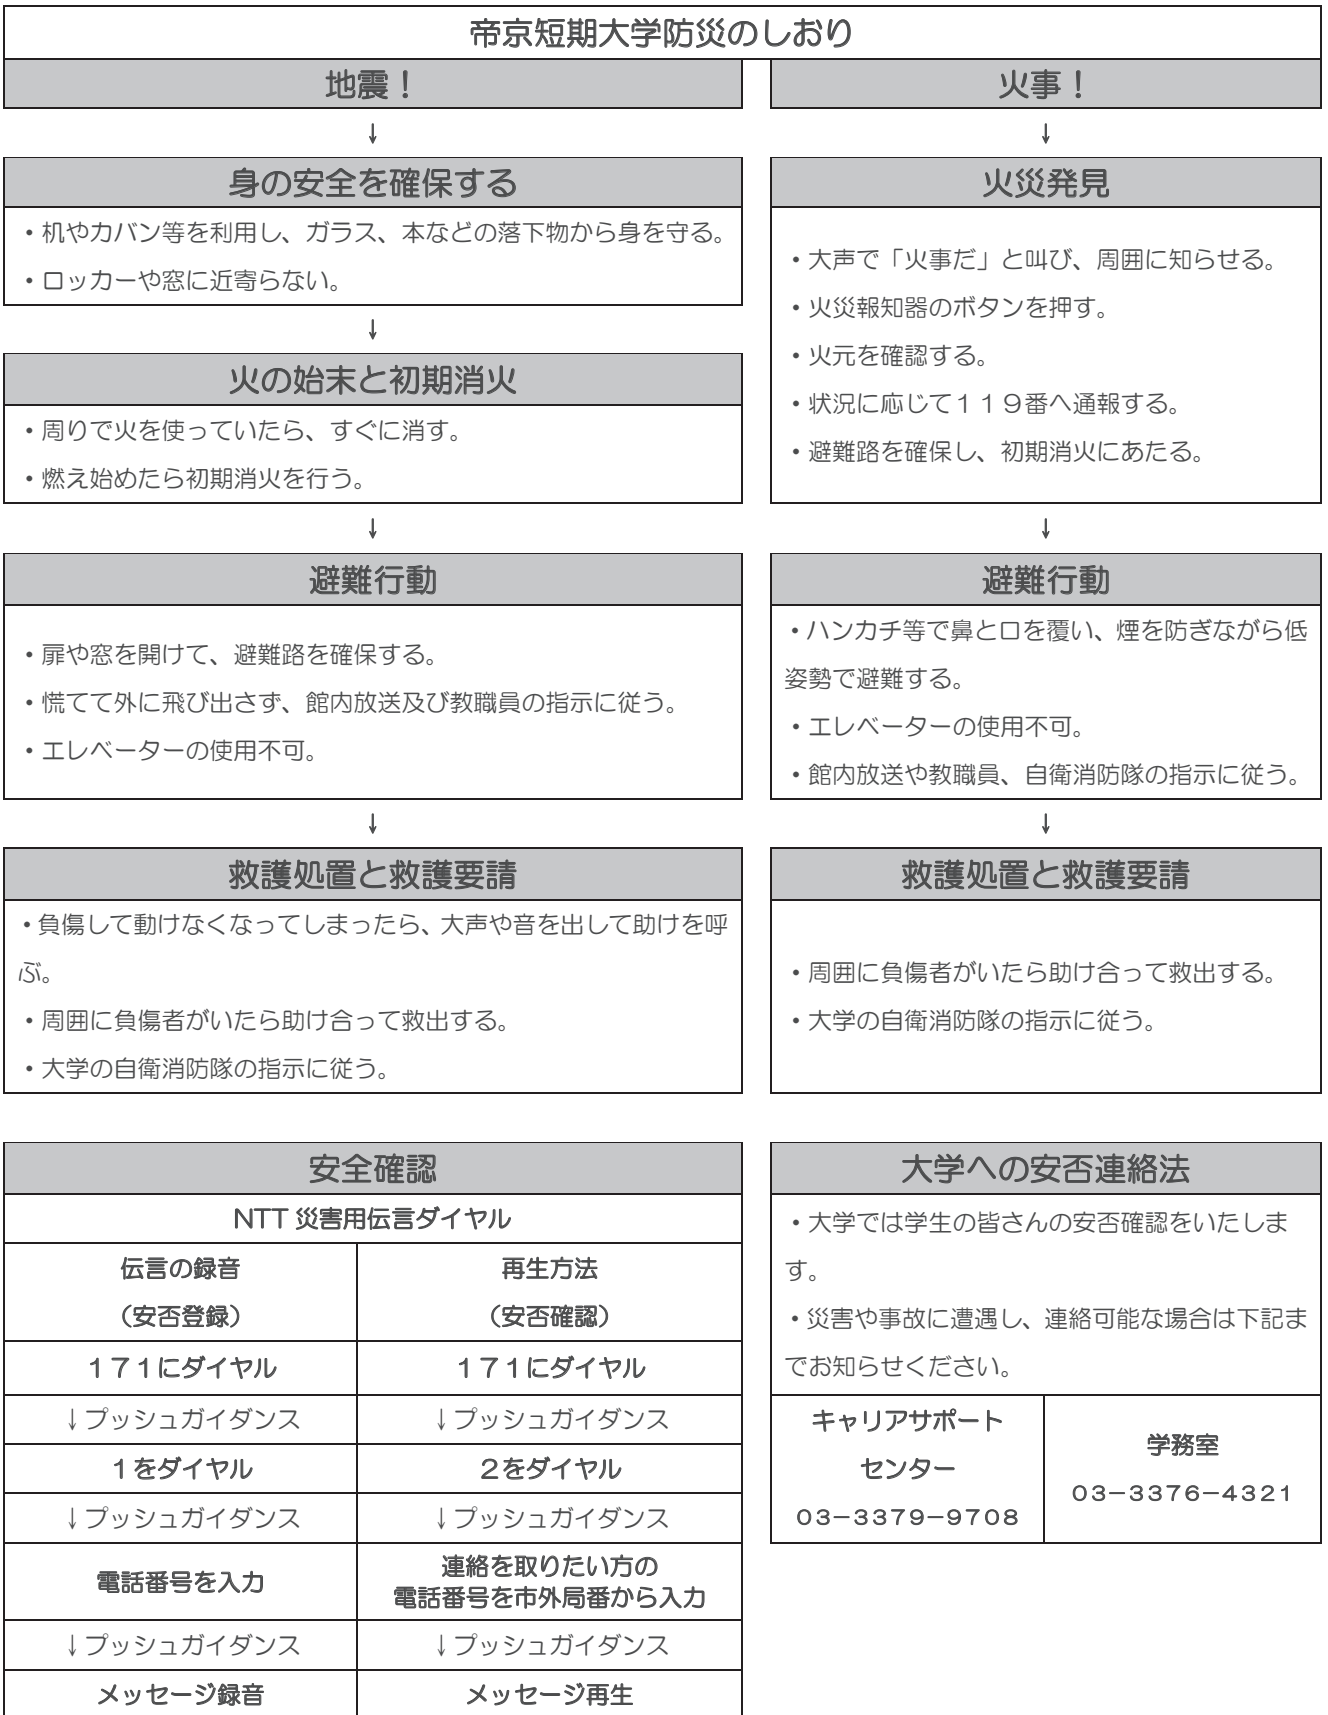 帝京短期大学防災のしおり
地震！
↓
身の安全を確保する
・机やカバン等を利用し、ガラス、本などの落下物から身を守る。
・ロッカーや窓に近寄らない。
↓
火の始末と初期消火
・周りで火を使っていたら、すぐに消す。
・燃え始めたら初期消火を行う。
↓
避難行動
・扉や窓を開けて、避難路を確保する。
・慌てて外に飛び出さず、館内放送及び教職員の指示に従う。
・エレベーターの使用不可。
↓
救護処置と救護要請
・負傷して動けなくなってしまったら、大声や音を出して助けを呼
ぶ。
・周囲に負傷者がいたら助け合って救出する。
・大学の自衛消防隊の指示に従う。
火事！
↓
火災発見
・大声で「火事だ」と叫び、周囲に知らせる。
・火災報知器のボタンを押す。
・火元を確認する。
・状況に応じて１１９番へ通報する。
・避難路を確保し、初期消火にあたる。
↓
避難行動
・ハンカチ等で鼻と口を覆い、煙を防ぎながら低
姿勢で避難する。
・エレベーターの使用不可。
・館内放送や教職員、自衛消防隊の指示に従う。
↓
救護処置と救護要請
・周囲に負傷者がいたら助け合って救出する。
・大学の自衛消防隊の指示に従う。
安全確認
NTT 災害用伝言ダイヤル
伝言の録音
（安否登録）
再生方法
（安否確認）
１７１にダイヤル
１７１にダイヤル
↓プッシュガイダンス
↓プッシュガイダンス
１をダイヤル
２をダイヤル
↓プッシュガイダンス
↓プッシュガイダンス
電話番号を入力
連絡を取りたい方の
電話番号を市外局番から入力
↓プッシュガイダンス
↓プッシュガイダンス
メッセージ録音
メッセージ再生
大学への安否連絡法
・大学では学生の皆さんの安否確認をいたしま
す。
・災害や事故に遭遇し、連絡可能な場合は下記ま
でお知らせください。
キャリアサポート
センター
０３－３３７９－９７０８
学務室
０３－３３７６－４３２１